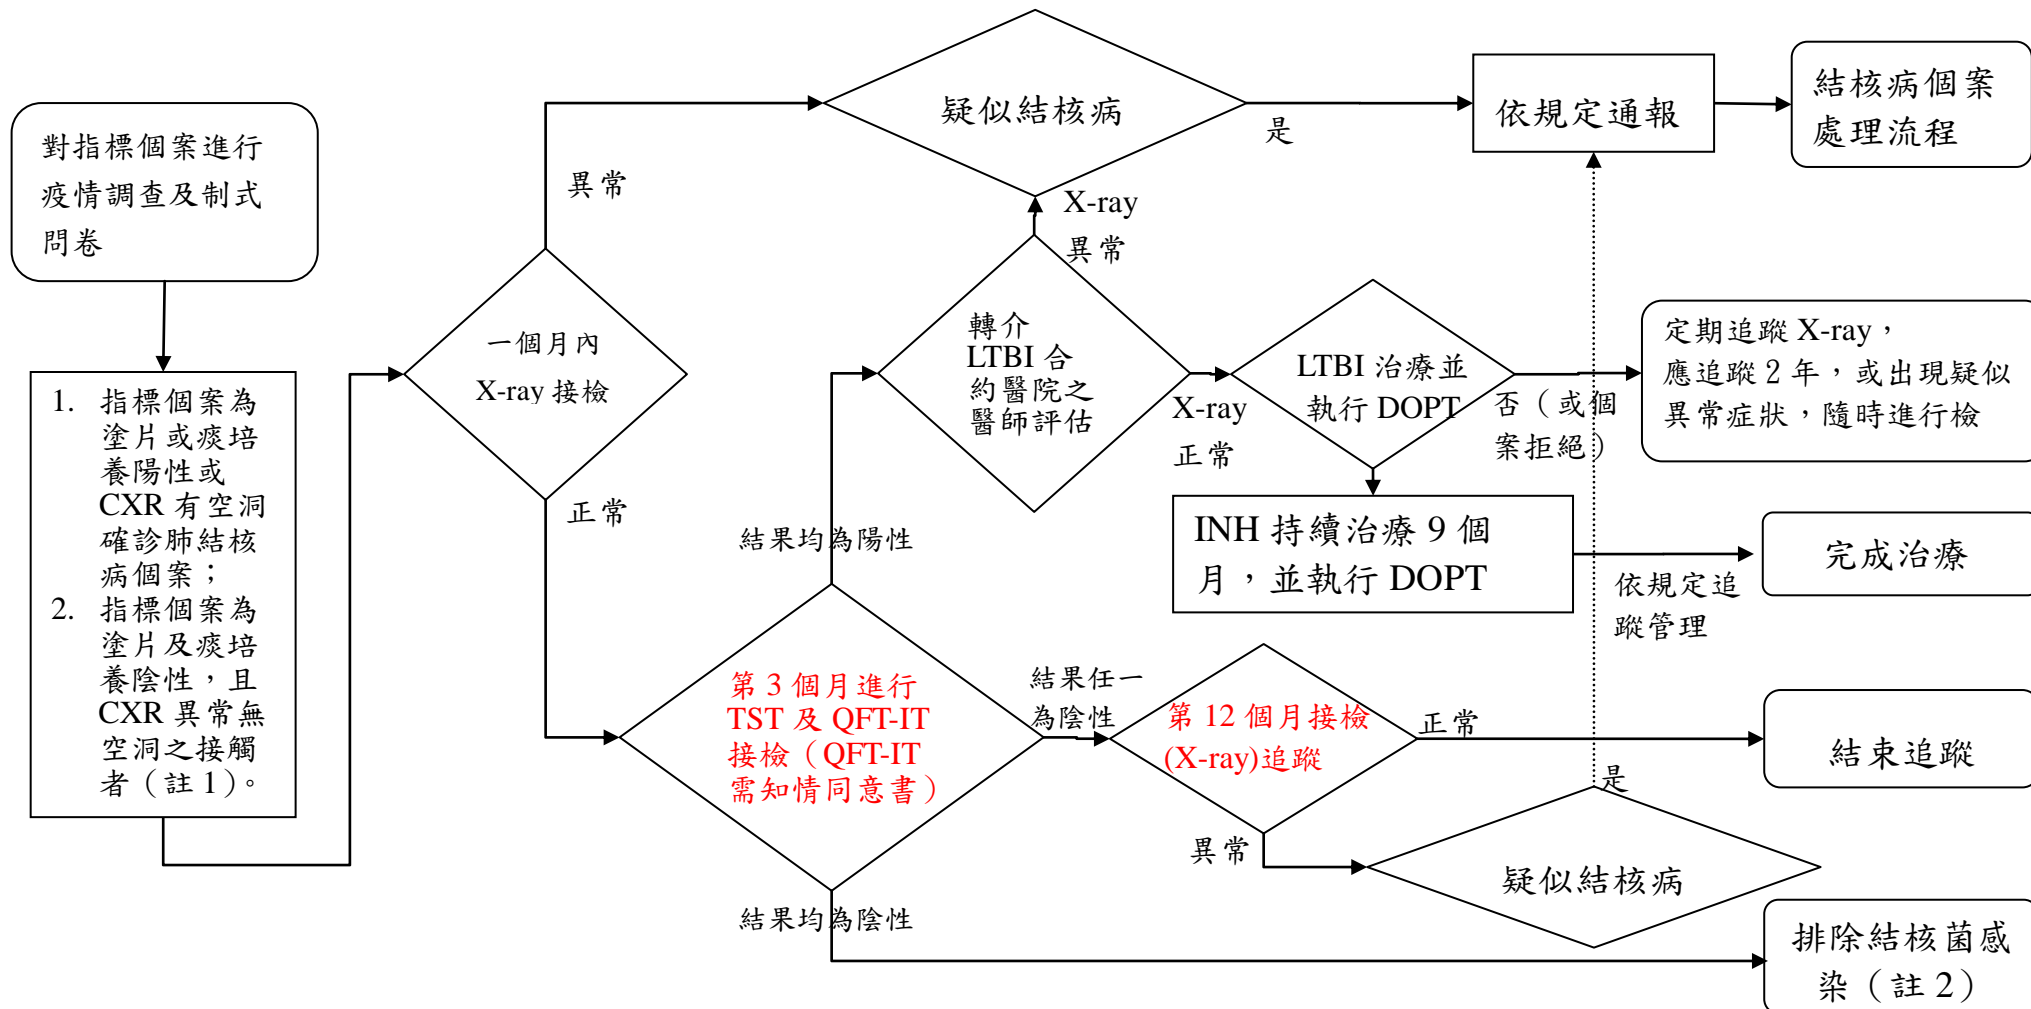 對指標個案進行
疫情調查及制式
問卷
1. 指標個案為
塗片或痰培
養陽性或
CXR 有空洞
確診肺結核
病個案；
2. 指標個案為
塗片及痰培
養陰性，且
CXR 異常無
空洞之接觸
者（註 1）。
一個月內
X-ray 接檢
異常
正常
疑似結核病
是
依規定通報
結核病個案
處理流程
X-ray
異常
轉介
LTBI 合
約醫院之
醫師評估
X-ray
正常
LTBI 治療並
執行 DOPT
否（或個
案拒絕）
定期追蹤 X-ray，
應追蹤 2 年，或出現疑似
異常症狀，隨時進行檢
INH 持續治療 9 個
月，並執行 DOPT
依規定追
蹤管理
完成治療
結果均為陽性
第 3 個月進行
TST 及 QFT-IT
接檢（QFT-IT
需知情同意書）
結果任一
為陰性
第 12 個月接檢
(X-ray)追蹤
正常
結束追蹤
異常
疑似結核病
是
結果均為陰性
排除結核菌感
染（註 2）